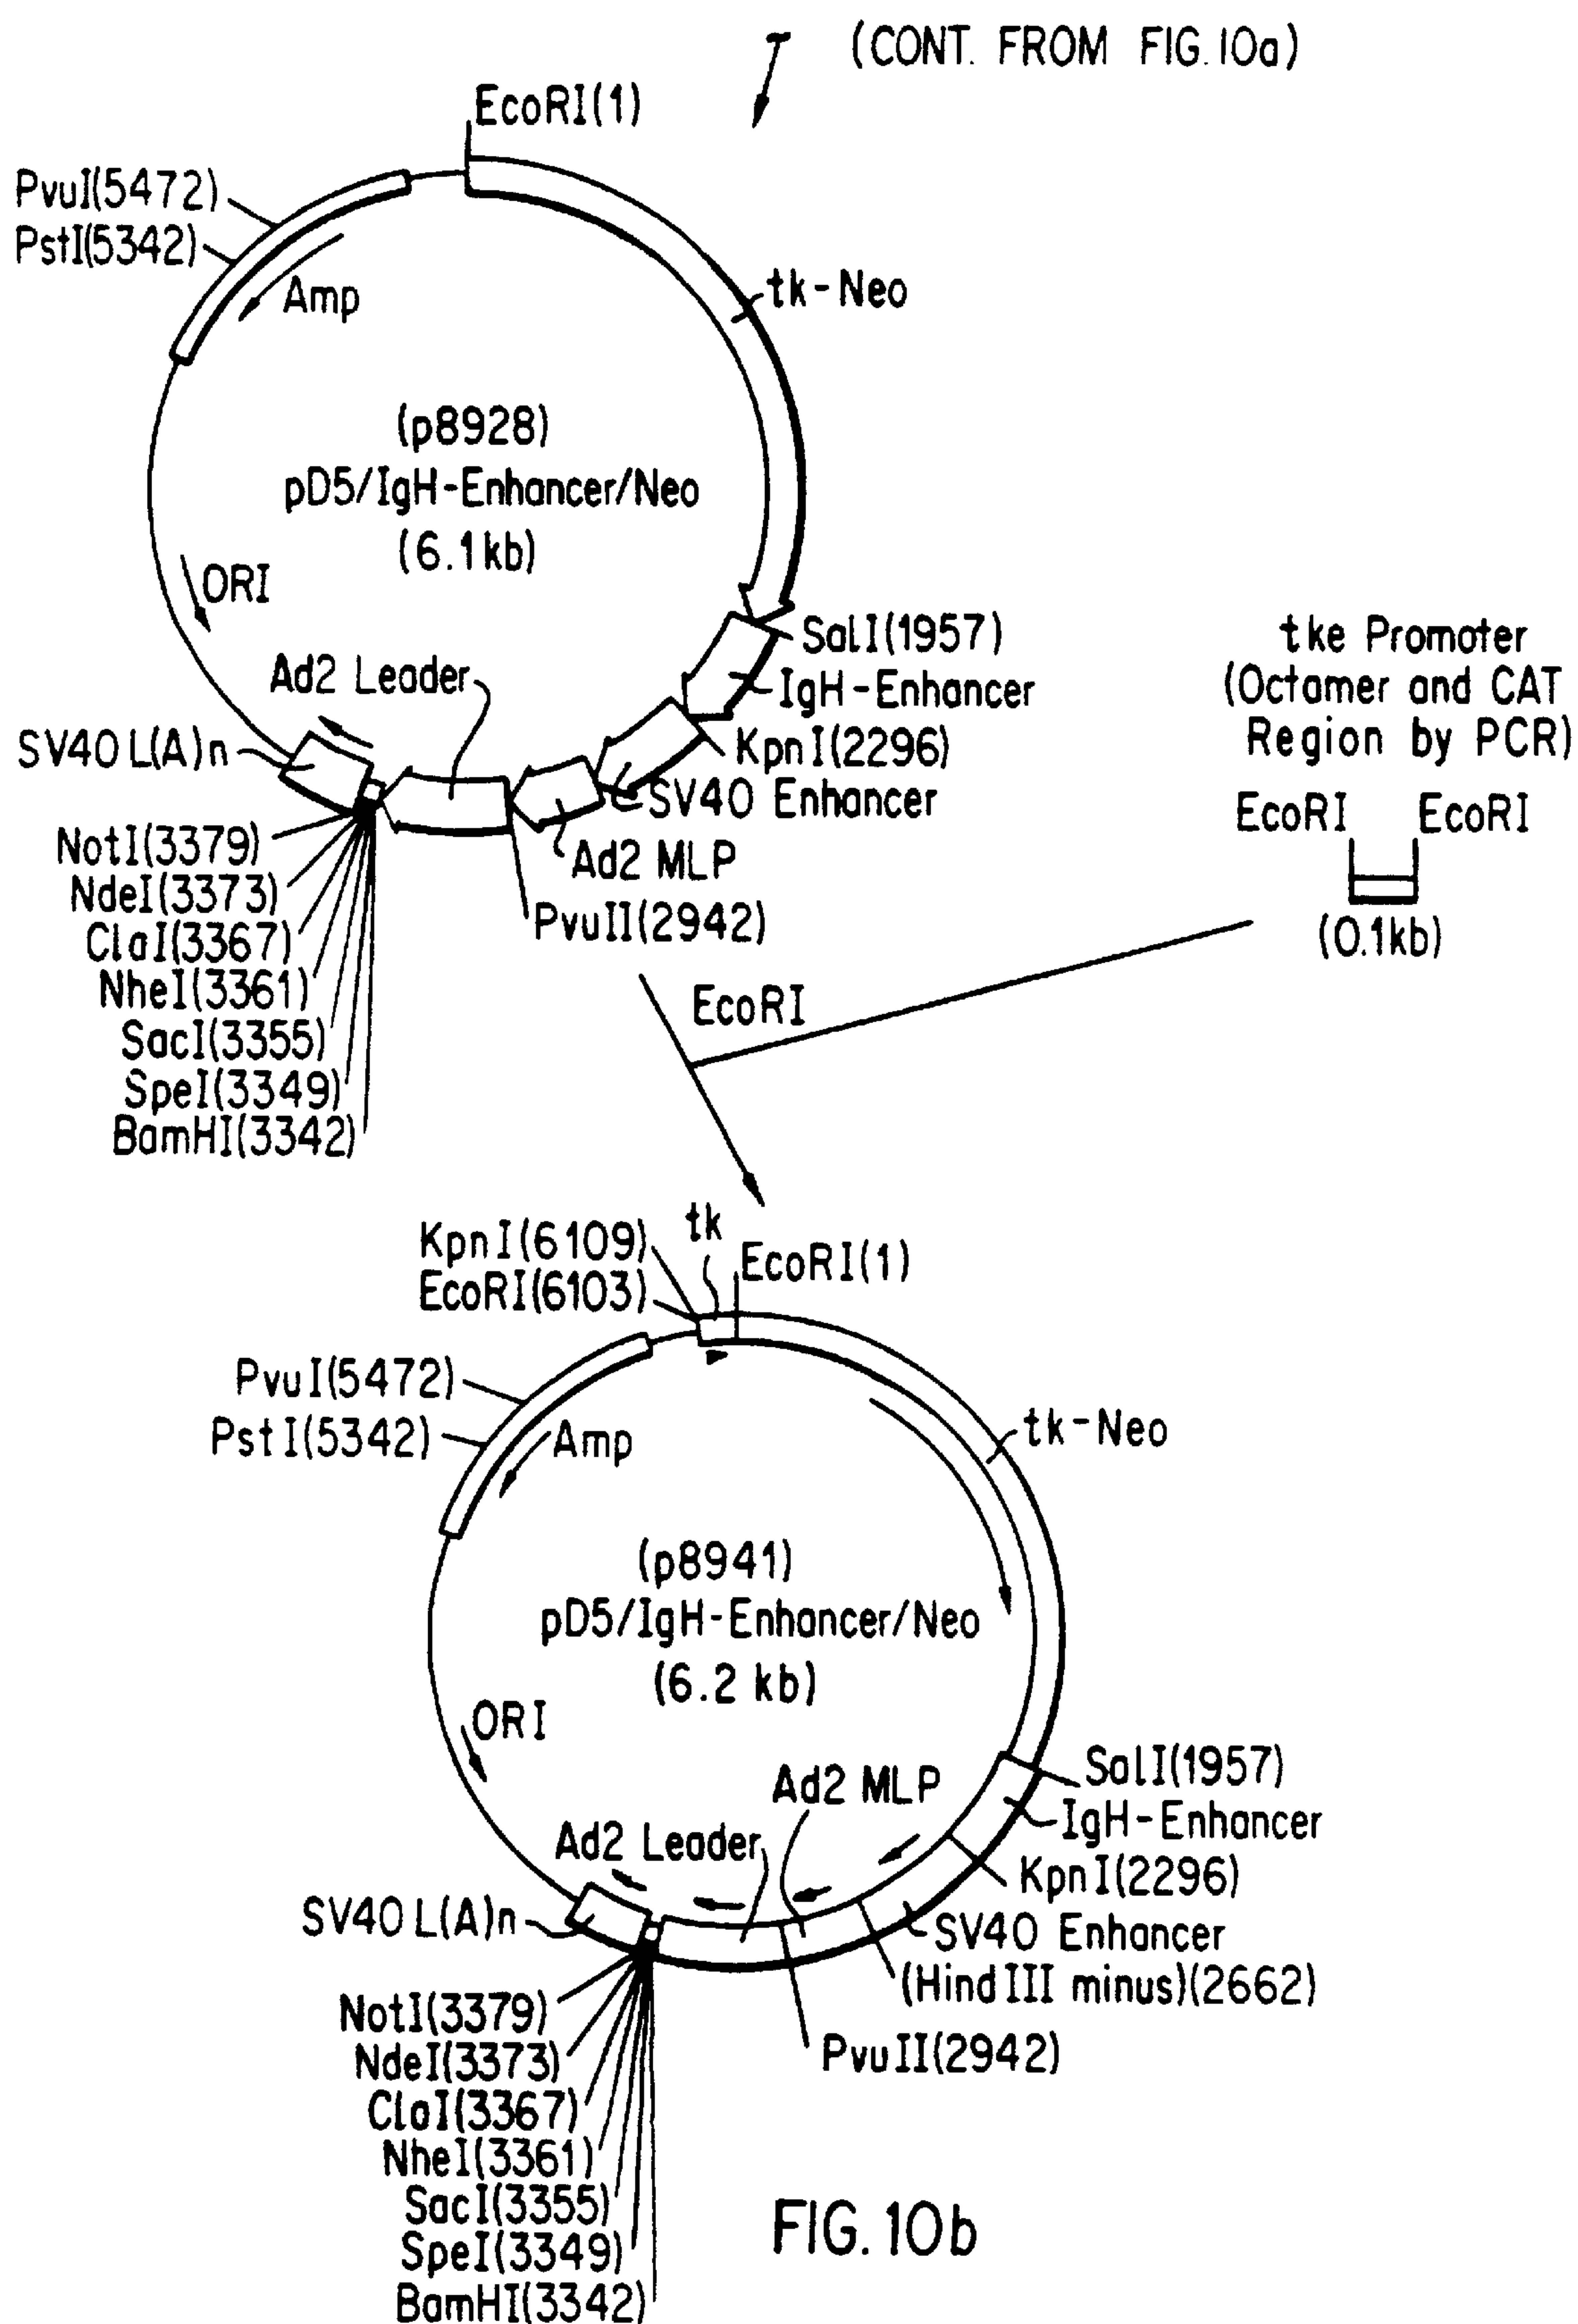 (CONT. FROM FIG. 10a)
EcoRI(1)
PvuI(5472)
PstI(5342)
Amp
tk-Neo
(p8928)
pD5/IgH-Enhancer/Neo
(6.1kb)
ORI
SalI(1957)
IgH-Enhancer
KpnI(2296)
SV40 Enhancer
Ad2 MLP
PvuII(2942)
Ad2 Leader
SV40 L(A)n
NotI(3379)
NdeI(3373)
ClaI(3367)
NheI(3361)
SacI(3355)
SpeI(3349)
BamHI(3342)
tke Promoter
(Octamer and CAT
Region by PCR)
EcoRI EcoRI
(0.1kb)
EcoRI
KpnI(6109)
EcoRI(6103)
tk
EcoRI(1)
PvuI(5472)
PstI(5342)
Amp
tk-Neo
(p8941)
pD5/IgH-Enhancer/Neo
(6.2 kb)
ORI
SalI(1957)
IgH-Enhancer
KpnI(2296)
SV40 Enhancer
(HindIII minus)(2662)
PvuII(2942)
Ad2 MLP
Ad2 Leader
SV40 L(A)n
NotI(3379)
NdeI(3373)
ClaI(3367)
NheI(3361)
SacI(3355)
SpeI(3349)
BamHI(3342)
FIG. 10b